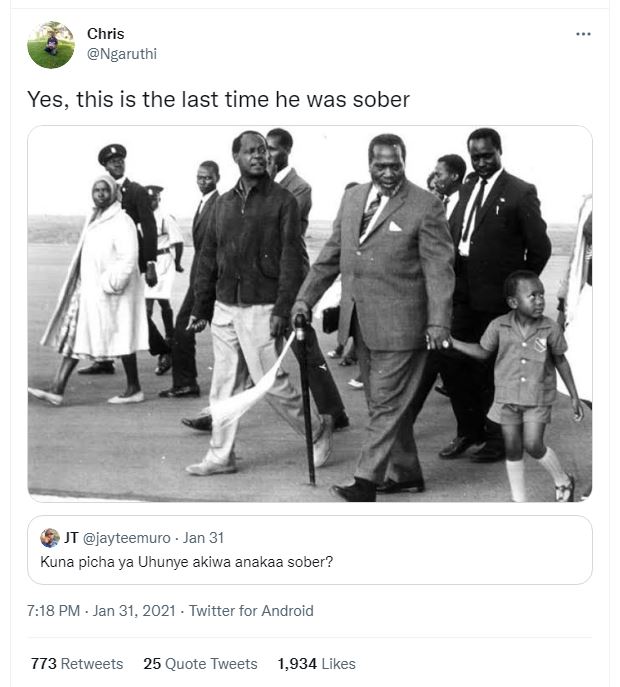 Chris
@Ngaruthi
Yes, this is the last time he was sober
JT @jayteemuro · Jan 31
Kuna picha ya Uhunye akiwa anakaa sober?
7:18 PM · Jan 31, 2021 · Twitter for Android
773 Retweets 25 Quote Tweets 1,934 Likes